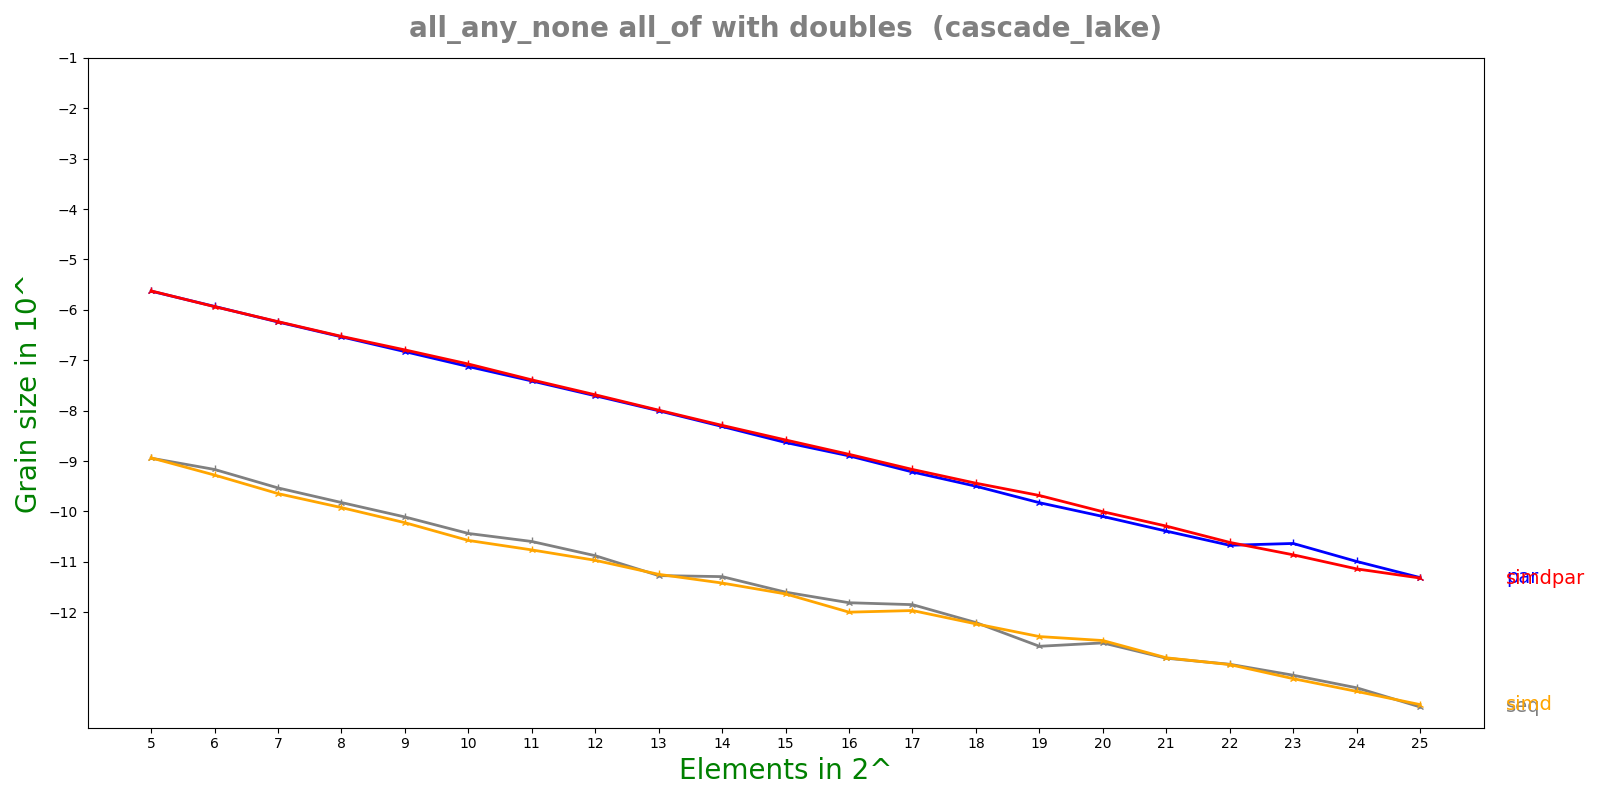 all_any_none all_of with doubles  (cascade_lake)
Grain size in 10^
−1
−2
−3
−4
−5
−6
−7
−8
−9
−10
−11
−12
par
simdpar
simd
seq
5 6 7 8 9 10 11 12 13 14 15 16 17 18 19 20 21 22 23 24 25
Elements in 2^